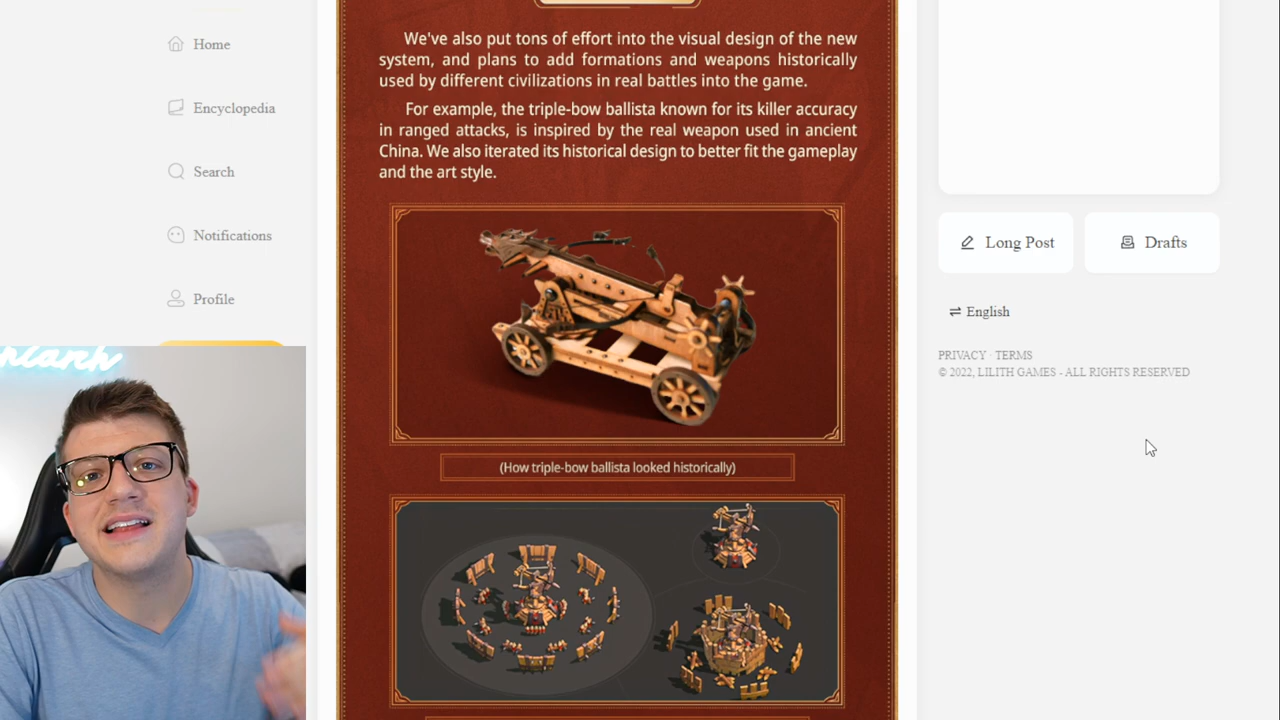 Home
Encyclopedia
Search
Notifications
Profile
We've also put tons of effort into the visual design of the new
system, and plans to add formations and weapons historically
used by different civilizations in real battles into the game.
For example, the triple-bow ballista known for its killer accuracy
in ranged attacks, is inspired by the real weapon used in ancient
China. We also iterated its historical design to better fit the gameplay
and the art style.
(How triple-bow ballista looked historically)
Long Post
Drafts
English
PRIVACY · TERMS
© 2022, LILITH GAMES - ALL RIGHTS RESERVED